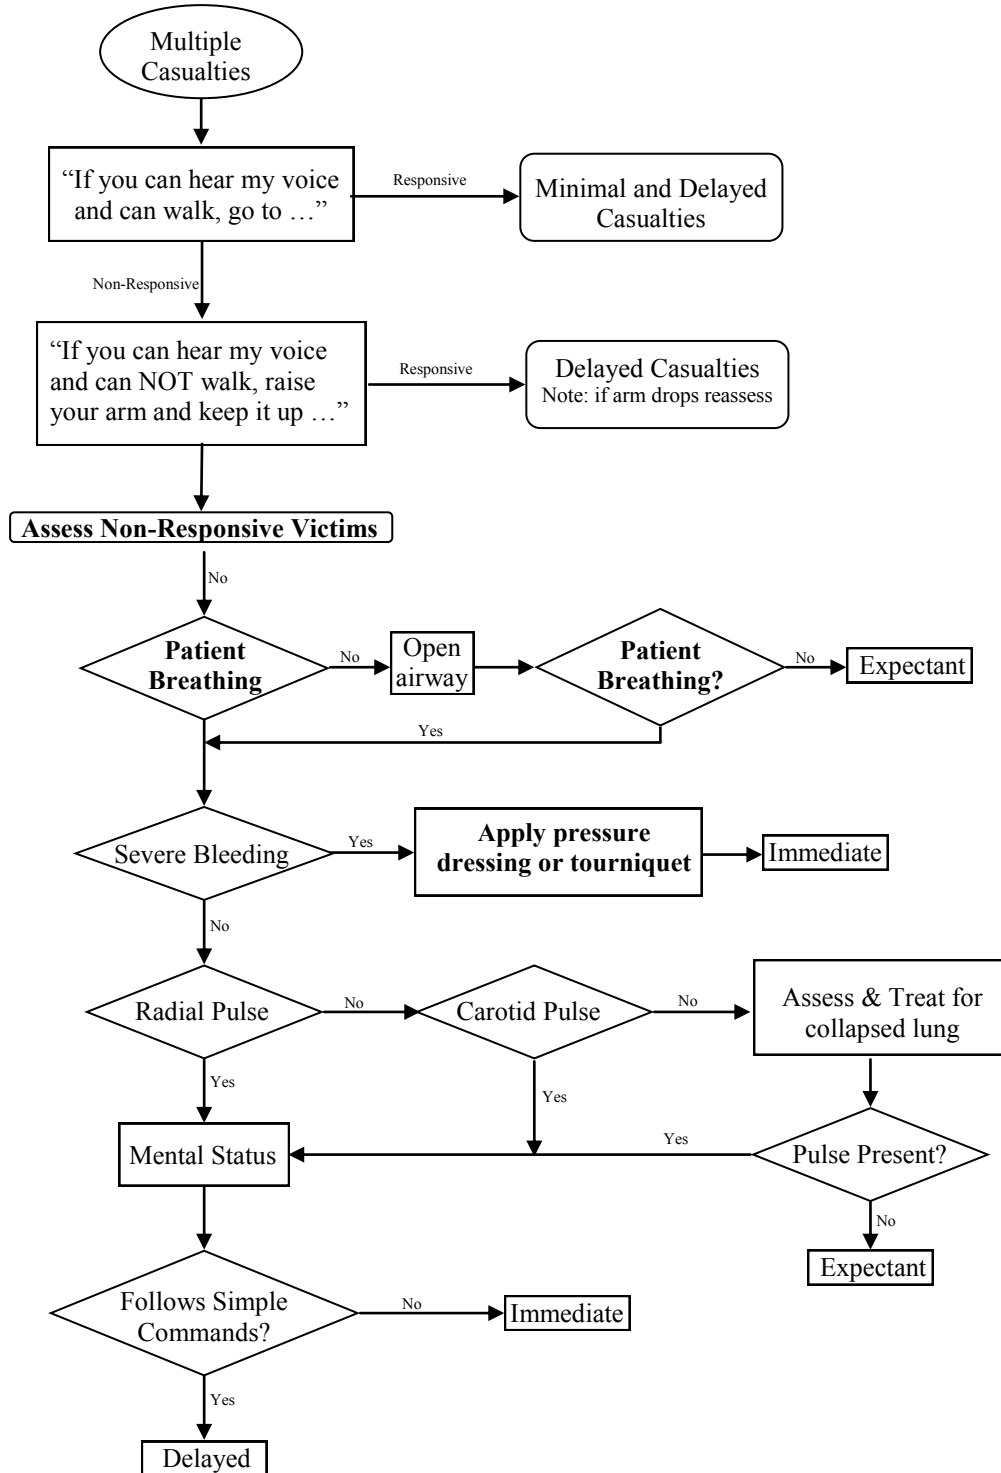 Multiple
Casualties
“If you can hear my voice
and can walk, go to …”
Responsive
Minimal and Delayed
Casualties
Non-Responsive
“If you can hear my voice
and can NOT walk, raise
your arm and keep it up …”
Responsive
Delayed Casualties
Note: if arm drops reassess
Assess Non-Responsive Victims
No
Patient
Breathing
No
Open
airway
Patient
Breathing?
No
Expectant
Yes
Severe Bleeding
Yes
Apply pressure
dressing or tourniquet
Immediate
No
Radial Pulse
No
Carotid Pulse
No
Assess & Treat for
collapsed lung
Yes
Yes
Mental Status
Yes
Pulse Present?
No
Expectant
Follows Simple
Commands?
No
Immediate
Yes
Delayed